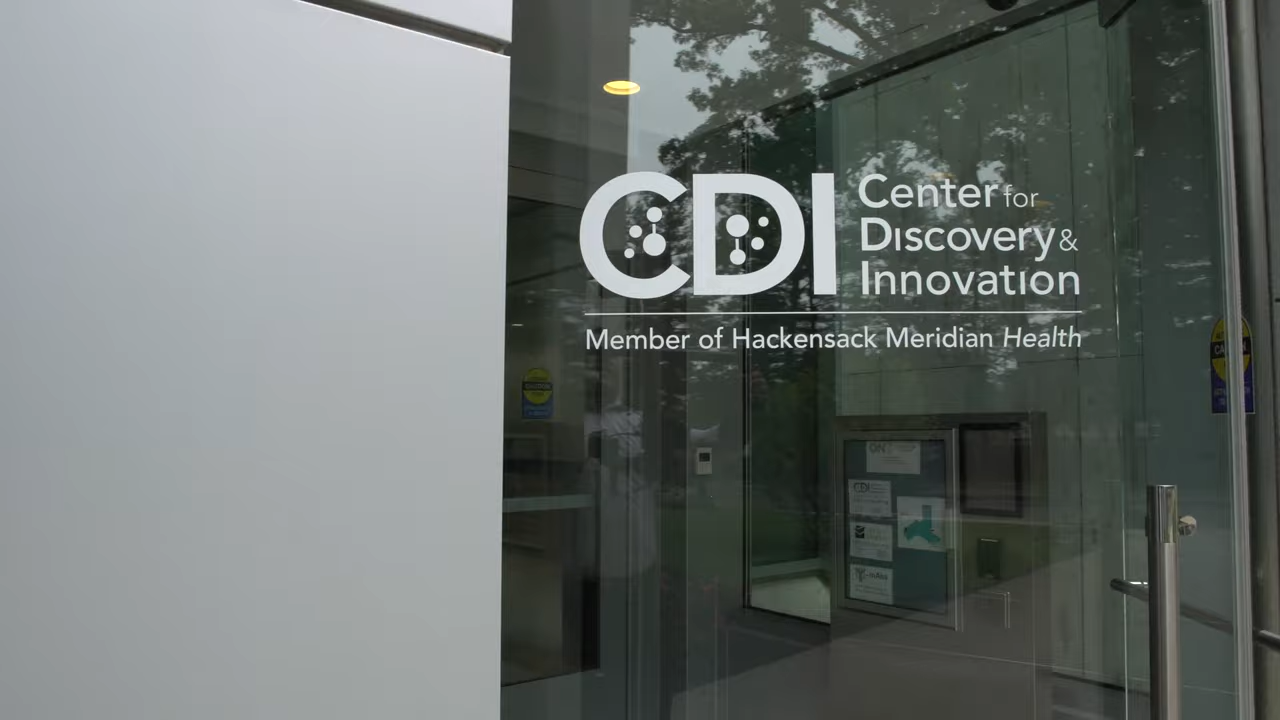 CDI
Center for
Discovery &
Innovation
Member of Hackensack Meridian Health